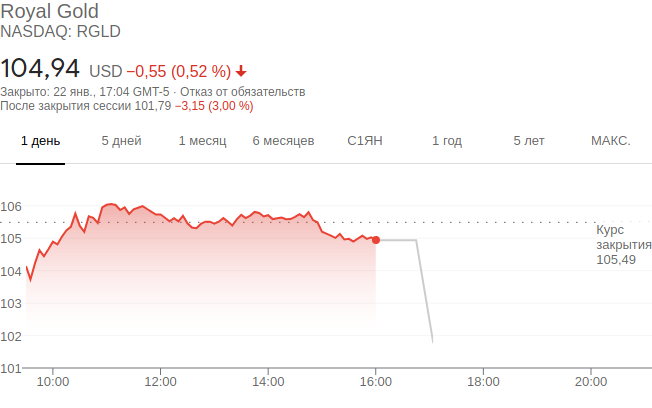 Royal Gold
NASDAQ: RGLD
104,94 USD −0,55 (0,52 %)
Закрыто: 22 янв., 17:04 GMT-5 · Отказ от обязательств
После закрытия сессии 101,79 −3,15 (3,00 %)
1 день 5 дней 1 месяц 6 месяцев С1ЯН 1 год 5 лет МАКС.
106
105
104
103
102
101
Курс
закрытия
105,49
10:00 12:00 14:00 16:00 18:00 20:00